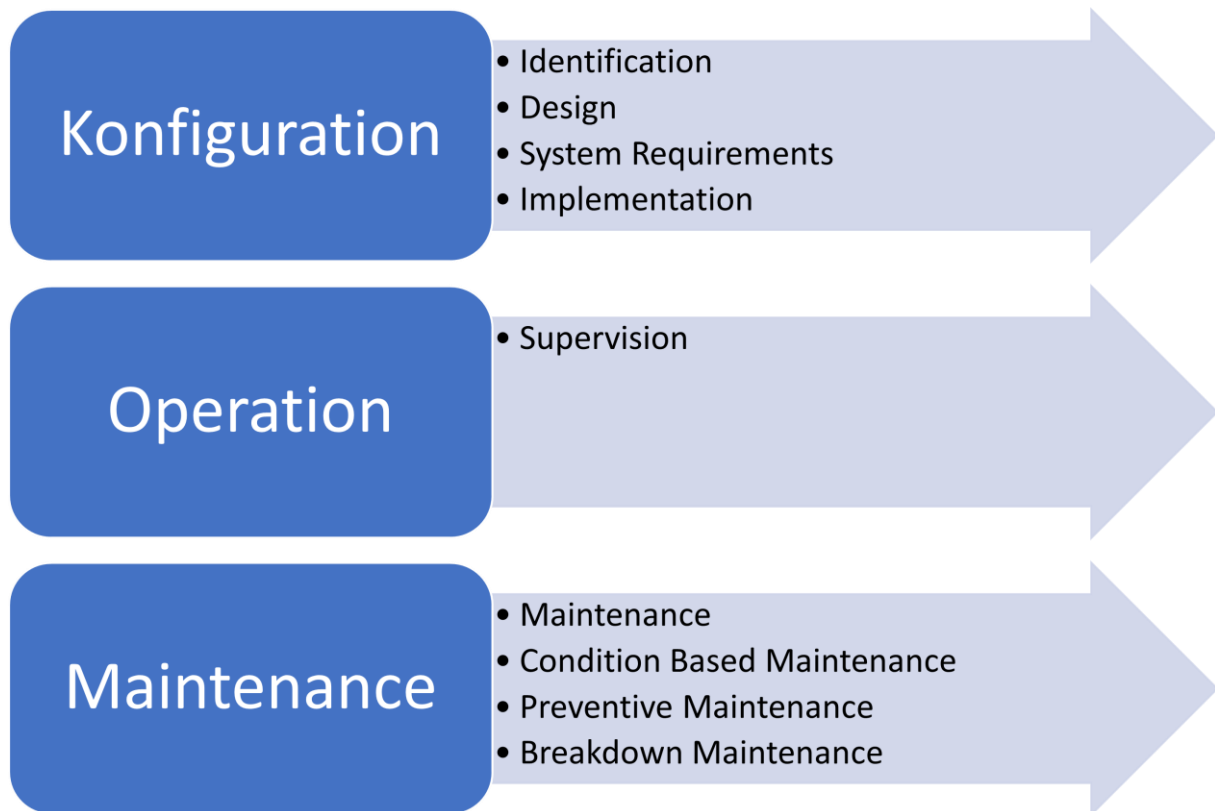 Konfiguration
• Identification
• Design
• System Requirements
• Implementation
Operation
• Supervision
Maintenance
• Maintenance
• Condition Based Maintenance
• Preventive Maintenance
• Breakdown Maintenance